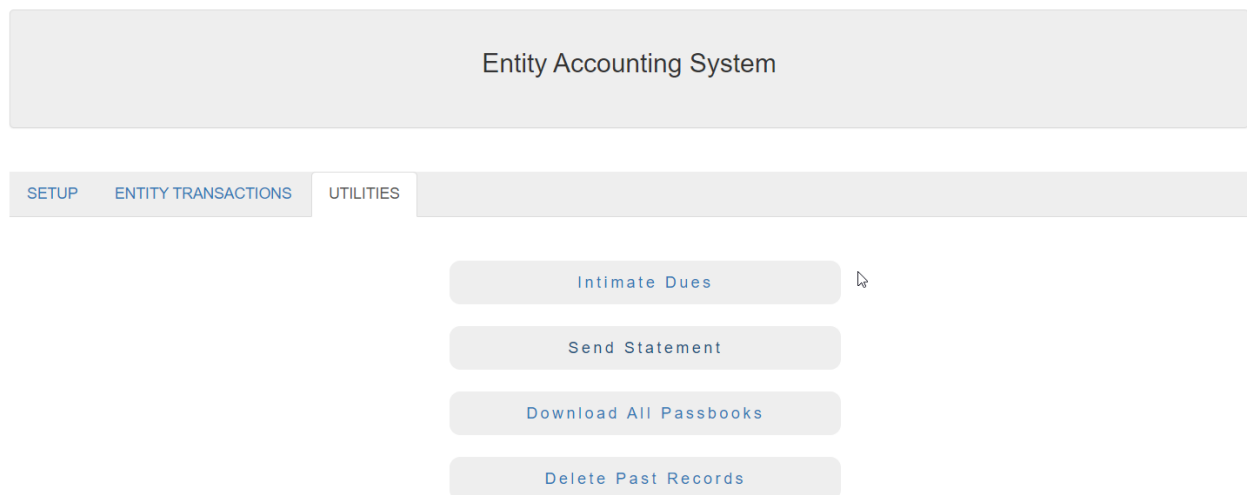 Entity Accounting System
SETUP ENTITY TRANSACTIONS UTILITIES
Intimate Dues
Send Statement
Download All Passbooks
Delete Past Records